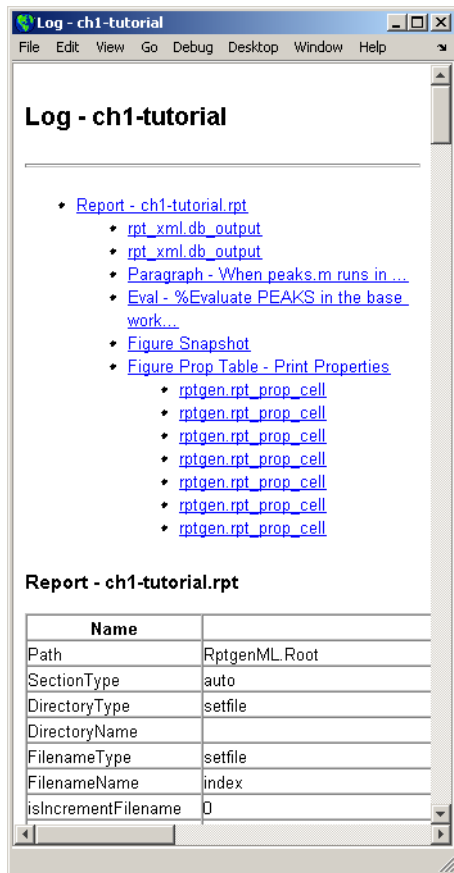 Log - ch1-tutorial
File Edit View Go Debug Desktop Window Help
Log - ch1-tutorial
Report - ch1-tutorial.rpt
rpt_xml.db_output
rpt_xml.db_output
Paragraph - When peaks.m runs in ...
Eval - %Evaluate PEAKS in the base
work...
Figure Snapshot
Figure Prop Table - Print Properties
rptgen.rpt_prop_cell
rptgen.rpt_prop_cell
rptgen.rpt_prop_cell
rptgen.rpt_prop_cell
rptgen.rpt_prop_cell
rptgen.rpt_prop_cell
rptgen.rpt_prop_cell
Report - ch1-tutorial.rpt
Name
Path RptgenML.Root
SectionType auto
DirectoryType setfile
DirectoryName
FilenameType setfile
FilenameName index
isIncrementFilename 0